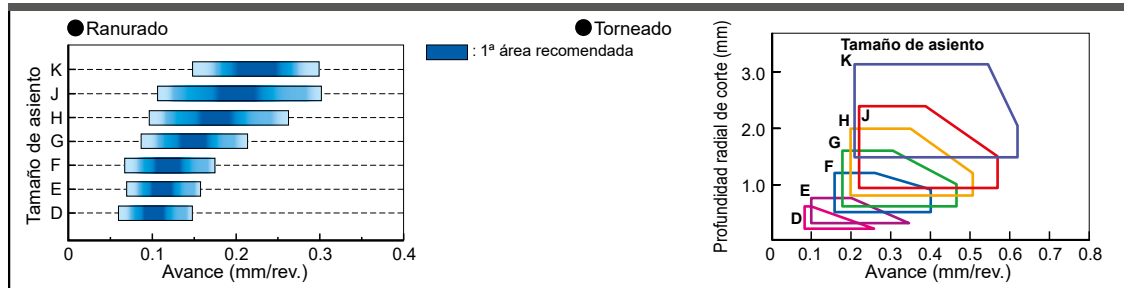 ●Ranurado
Tamaño de asiento
K
J
H
G
F
E
D
0
0.1
0.2
0.3
0.4
Avance (mm/rev.)
●Torneado
: 1ª área recomendada
Profundidad radial de corte (mm)
Tamaño de asiento
3.0
2.0
1.0
K
J
H
G
F
E
D
0
0.1
0.2
0.3
0.4
0.5
0.6
0.7
0.8
Avance (mm/rev.)